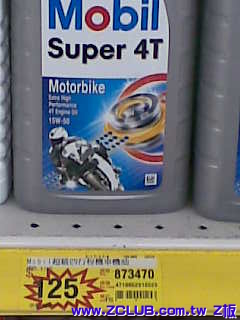 Mobil
Super 4T
Motorbike
Extra High
Performance
4T Engine Oil
15W-50
125
873470
www.ZCLUB.com.tw Z版